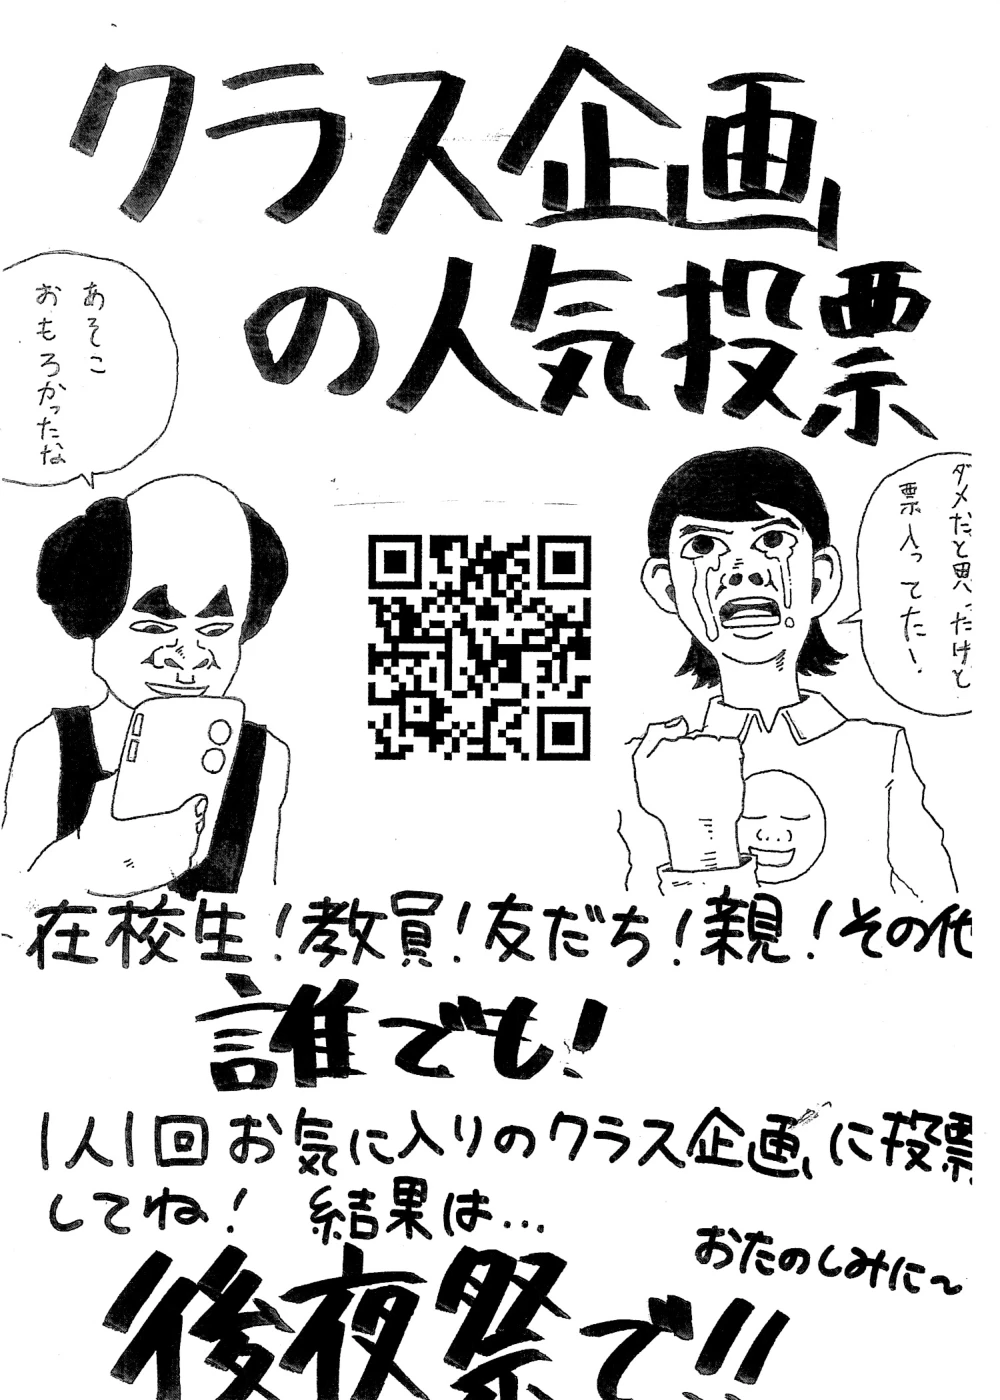 クラス企画
の人気投票
あそこ
おもろかったな
ダメだと思ったけど
票入ってた!
在校生!教員!友だち!親!その他
誰でも!
1人1回お気に入りのクラス企画に投票
してね! 結果は...
おたのしみに~
後夜祭で!!